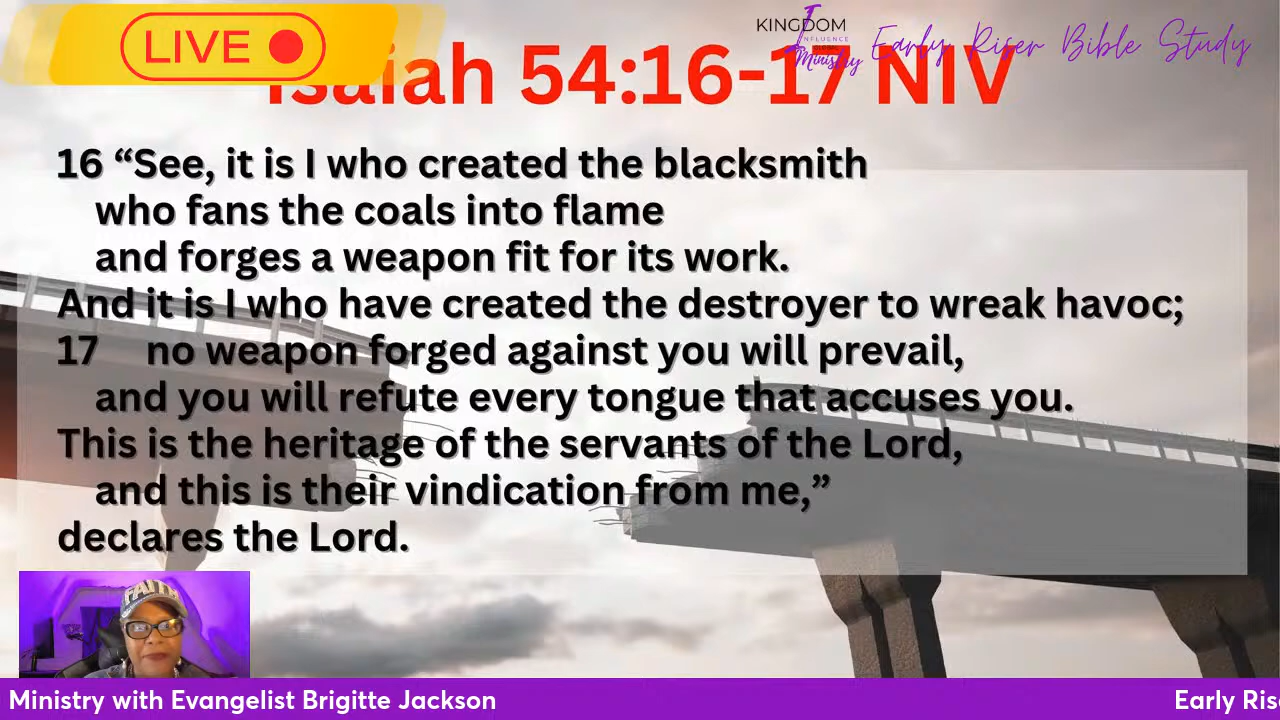 LIVE
KINGDOM
INFLUENCE
GLOBAL
Ministry
Early Riser Bible Study
Isaiah 54:16-17 NIV
16 “See, it is I who created the blacksmith
who fans the coals into flame
and forges a weapon fit for its work.
And it is I who have created the destroyer to wreak havoc;
17 no weapon forged against you will prevail,
and you will refute every tongue that accuses you.
This is the heritage of the servants of the Lord,
and this is their vindication from me,”
declares the Lord.
FAITH
Ministry with Evangelist Brigitte Jackson
Early Rise